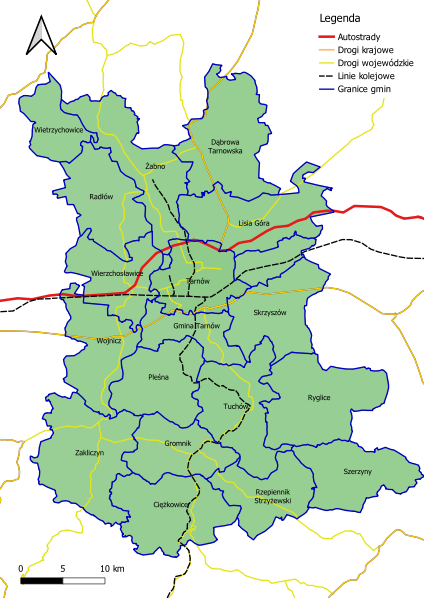 Legenda
Autostrady
Drogi krajowe
Drogi wojewódzkie
Linie kolejowe
Granice gmin
Wietrzychowice
Dąbrowa
Tarnowska
Żabno
Radłów
Lisia Góra
Wierzchosławice
Tarnów
Skrzyszów
Gmina Tarnów
Wojnicz
Pleśna
Ryglice
Tuchów
Gromnik
Zakliczyn
Szerzyny
Rzepiennik
Strzyżewski
Ciężkowice
0 5 10 km